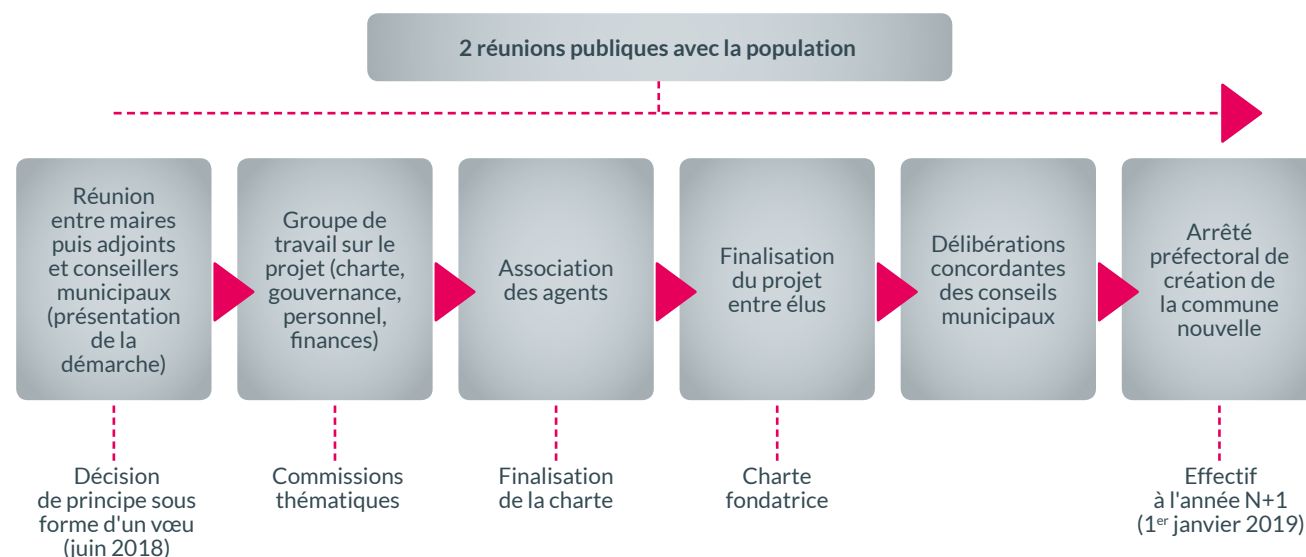 2 réunions publiques avec la population
Réunion
entre maires
puis adjoints
et conseillers
municipaux
(présentation
de la
démarche)
Groupe de
travail sur le
projet (charte,
gouvernance,
personnel,
finances)
Association
des agents
Finalisation
du projet
entre élus
Délibérations
concordantes
des conseils
municipaux
Arrêté
préfectoral de
création de
la commune
nouvelle
Décision
de principe sous
forme d'un vœu
(juin 2018)
Commissions
thématiques
Finalisation
de la charte
Charte
fondatrice
Effectif
à l'année N+1
(1er janvier 2019)